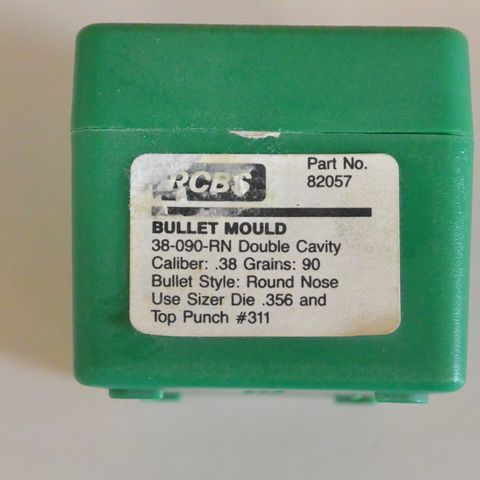 RCBS
Part No.
82057
BULLET MOULD
38-090-RN Double Cavity
Caliber: .38 Grains: 90
Bullet Style: Round Nose
Use Sizer Die .356 and
Top Punch #311